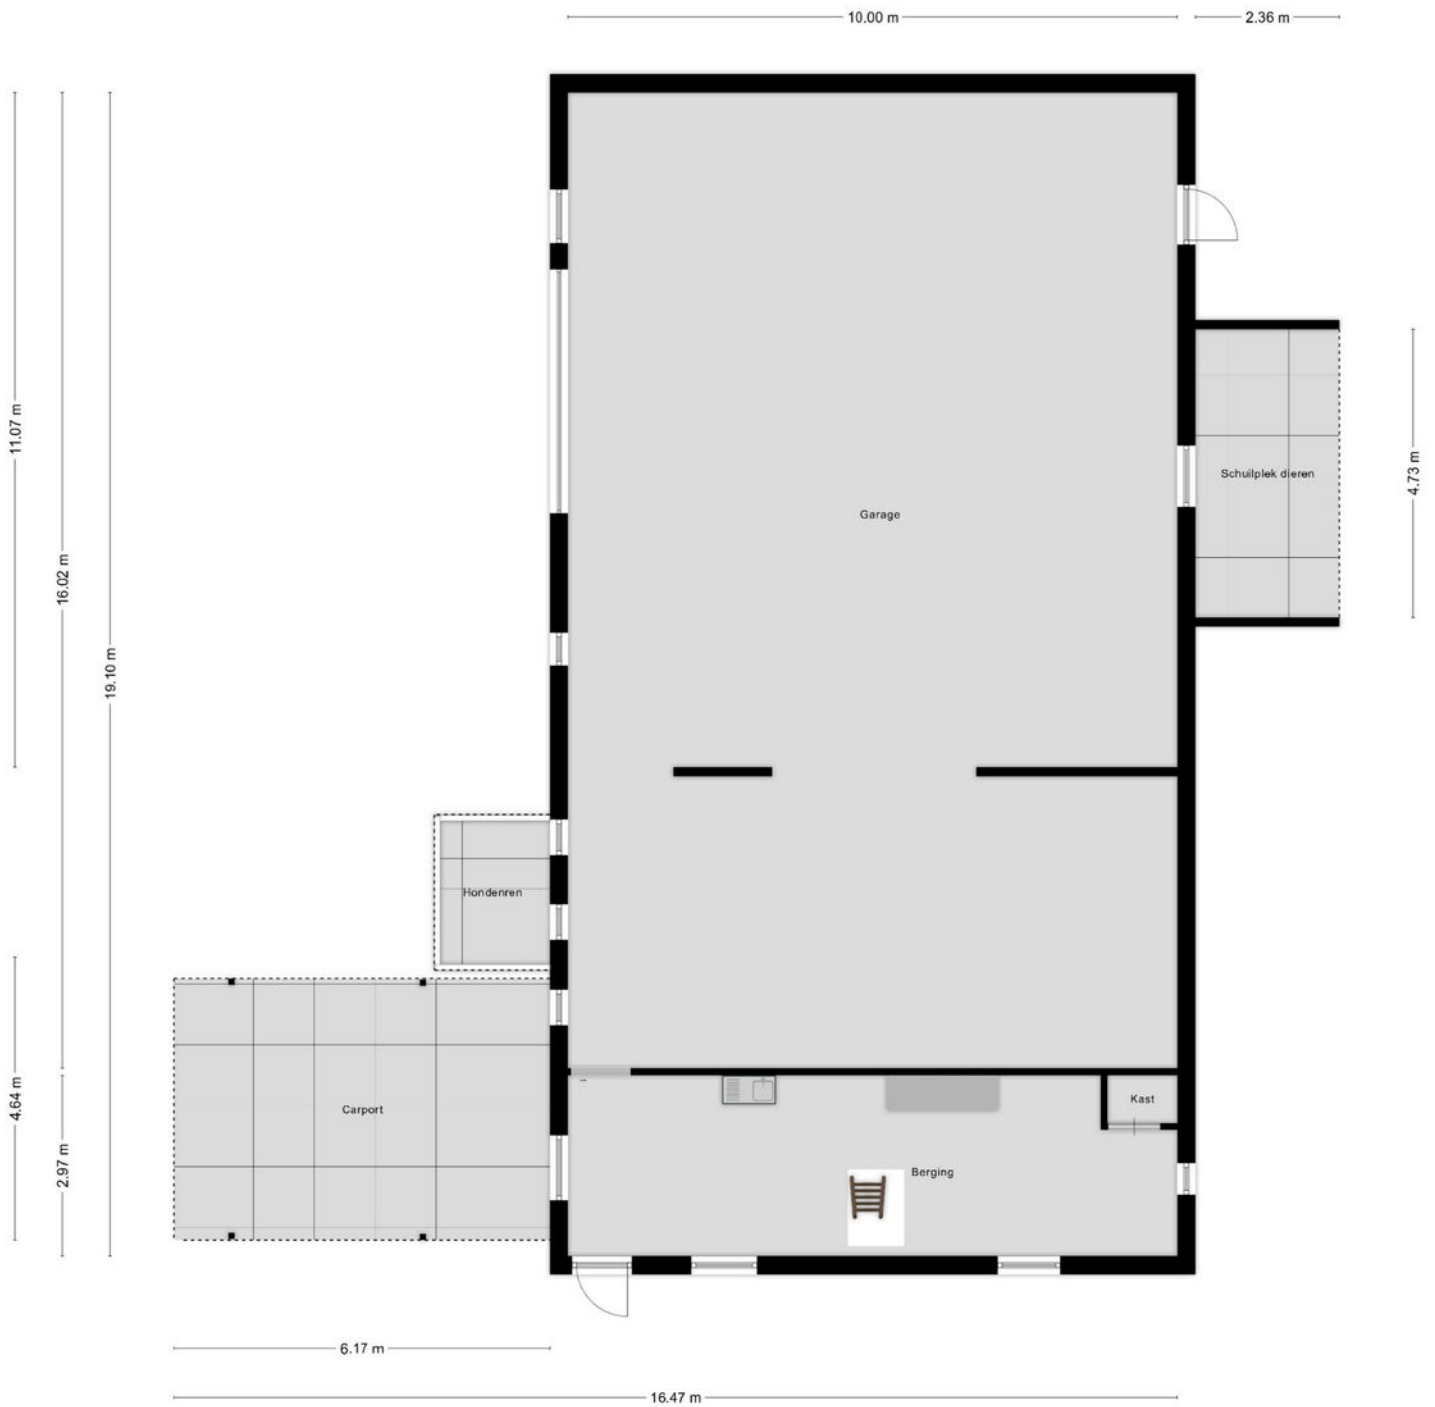 10.00 m
2.36 m
11.07 m
16.02 m
19.10 m
4.73 m
Schuilplek dieren
Garage
Hondenren
Carport
Kast
Berging
4.64 m
2.97 m
6.17 m
16.47 m